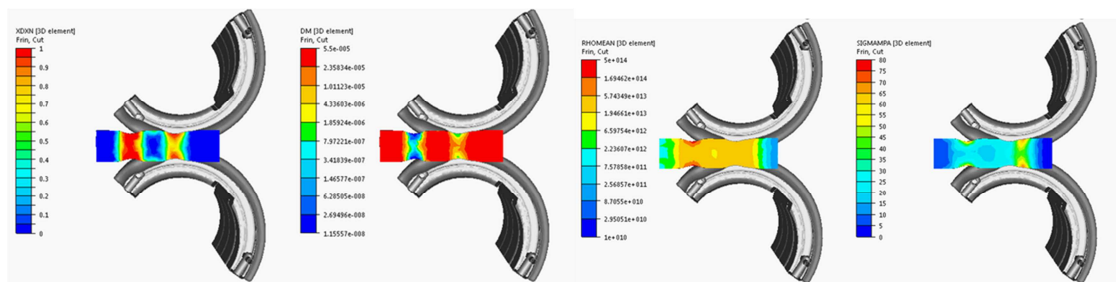 XDXN [3D element]
Frin, Cut
1
0.9
0.8
0.7
0.6
0.5
0.4
0.3
0.2
0.1
0
DM [3D element]
Frin, Cut
5.5e-005
2.35834e-005
1.01123e-005
4.33603e-006
1.85924e-006
7.97221e-007
3.41839e-007
1.46577e-007
6.28505e-008
2.69496e-008
1.15557e-008
RHOMEAN [3D element]
Frin, Cut
5e+014
1.69462e+014
5.74349e+013
1.94661e+013
6.59754e+012
2.23607e+012
7.57858e+011
2.56857e+011
8.7055e+010
2.95051e+010
1e+010
SIGMAMPA [3D element]
Frin, Cut
80
75
70
65
60
55
50
45
40
35
30
25
20
15
10
5
0